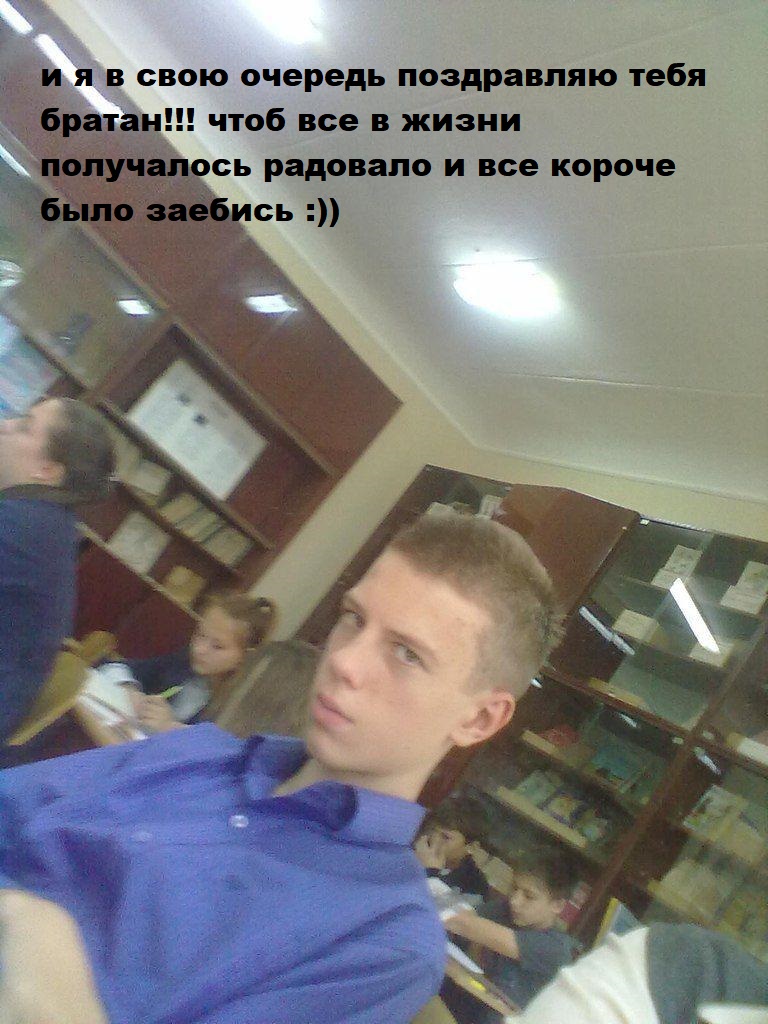 и я в свою очередь поздравляю тебя
братан!!! чтоб все в жизни
получалось радовало и все короче
было заебись :))